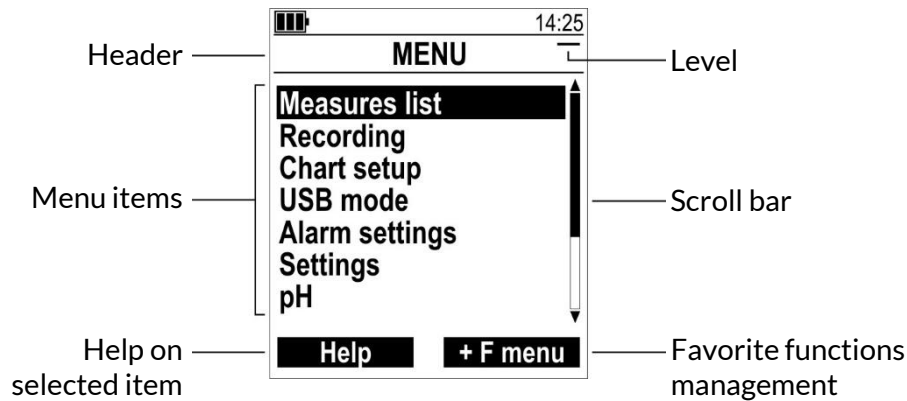 14:25
Header
MENU
Level
Measures list
Recording
Chart setup
Menu items
USB mode
Scroll bar
Alarm settings
Settings
pH
Help on
selected item
Help
+ F menu
Favorite functions
management